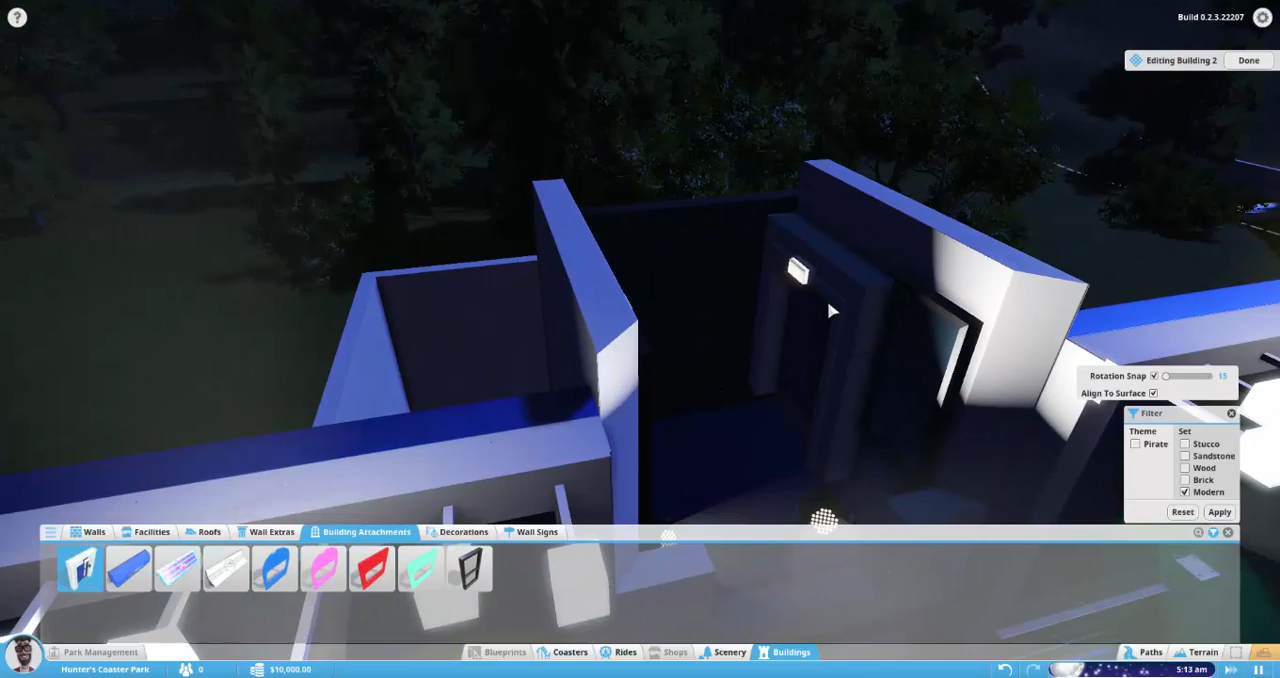 ?
Build 0.2.3.22207
Editing Building 2
Done
Rotation Snap
15
Align To Surface
Filter
Theme
Set
Pirate
Stucco
Sandstone
Wood
Brick
Modern
Reset
Apply
Walls
Facilities
Roofs
Wall Extras
Building Attachments
Decorations
Wall Signs
Park Management
Blueprints
Coasters
Rides
Shops
Scenery
Buildings
Paths
Terrain
Hunter's Coaster Park
0
$10,000.00
5:13 am